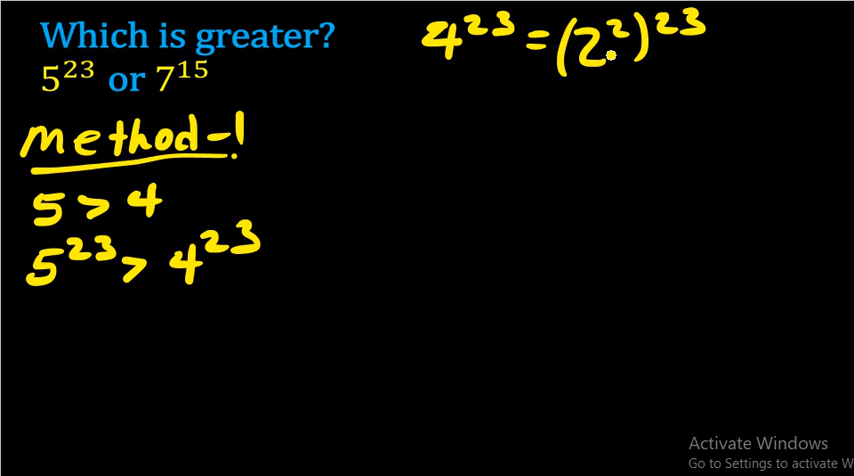 Which is greater?
5²³ or 7¹⁵
method-1
5 > 4
5²³ > 4²³
4²³ = (2²)²³
Activate Windows
Go to Settings to activate W